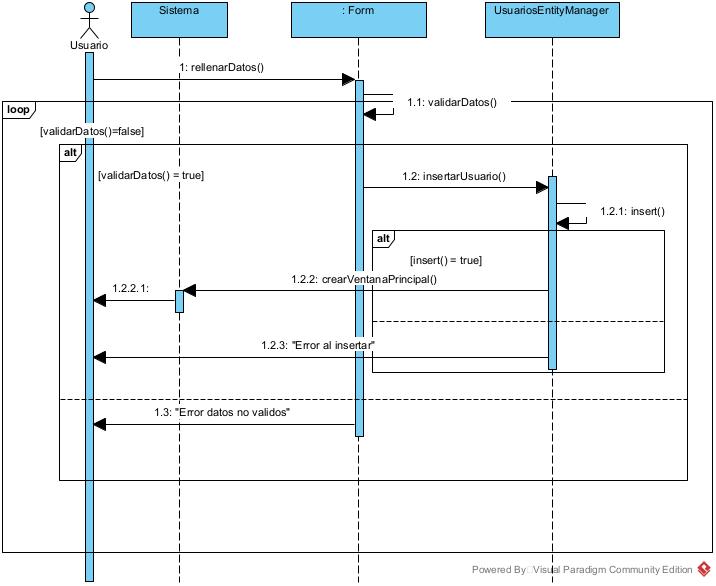 Sistema
: Form
UsuariosEntityManager
Usuario
1: rellenarDatos()
loop
1.1: validarDatos()
[validarDatos()=false]
alt
[validarDatos() = true]
1.2: insertarUsuario()
1.2.1: insert()
alt
[insert() = true]
1.2.2: crearVentanaPrincipal()
1.2.2.1:
1.2.3: "Error al insertar"
1.3: "Error datos no validos"
Powered By Visual Paradigm Community Edition